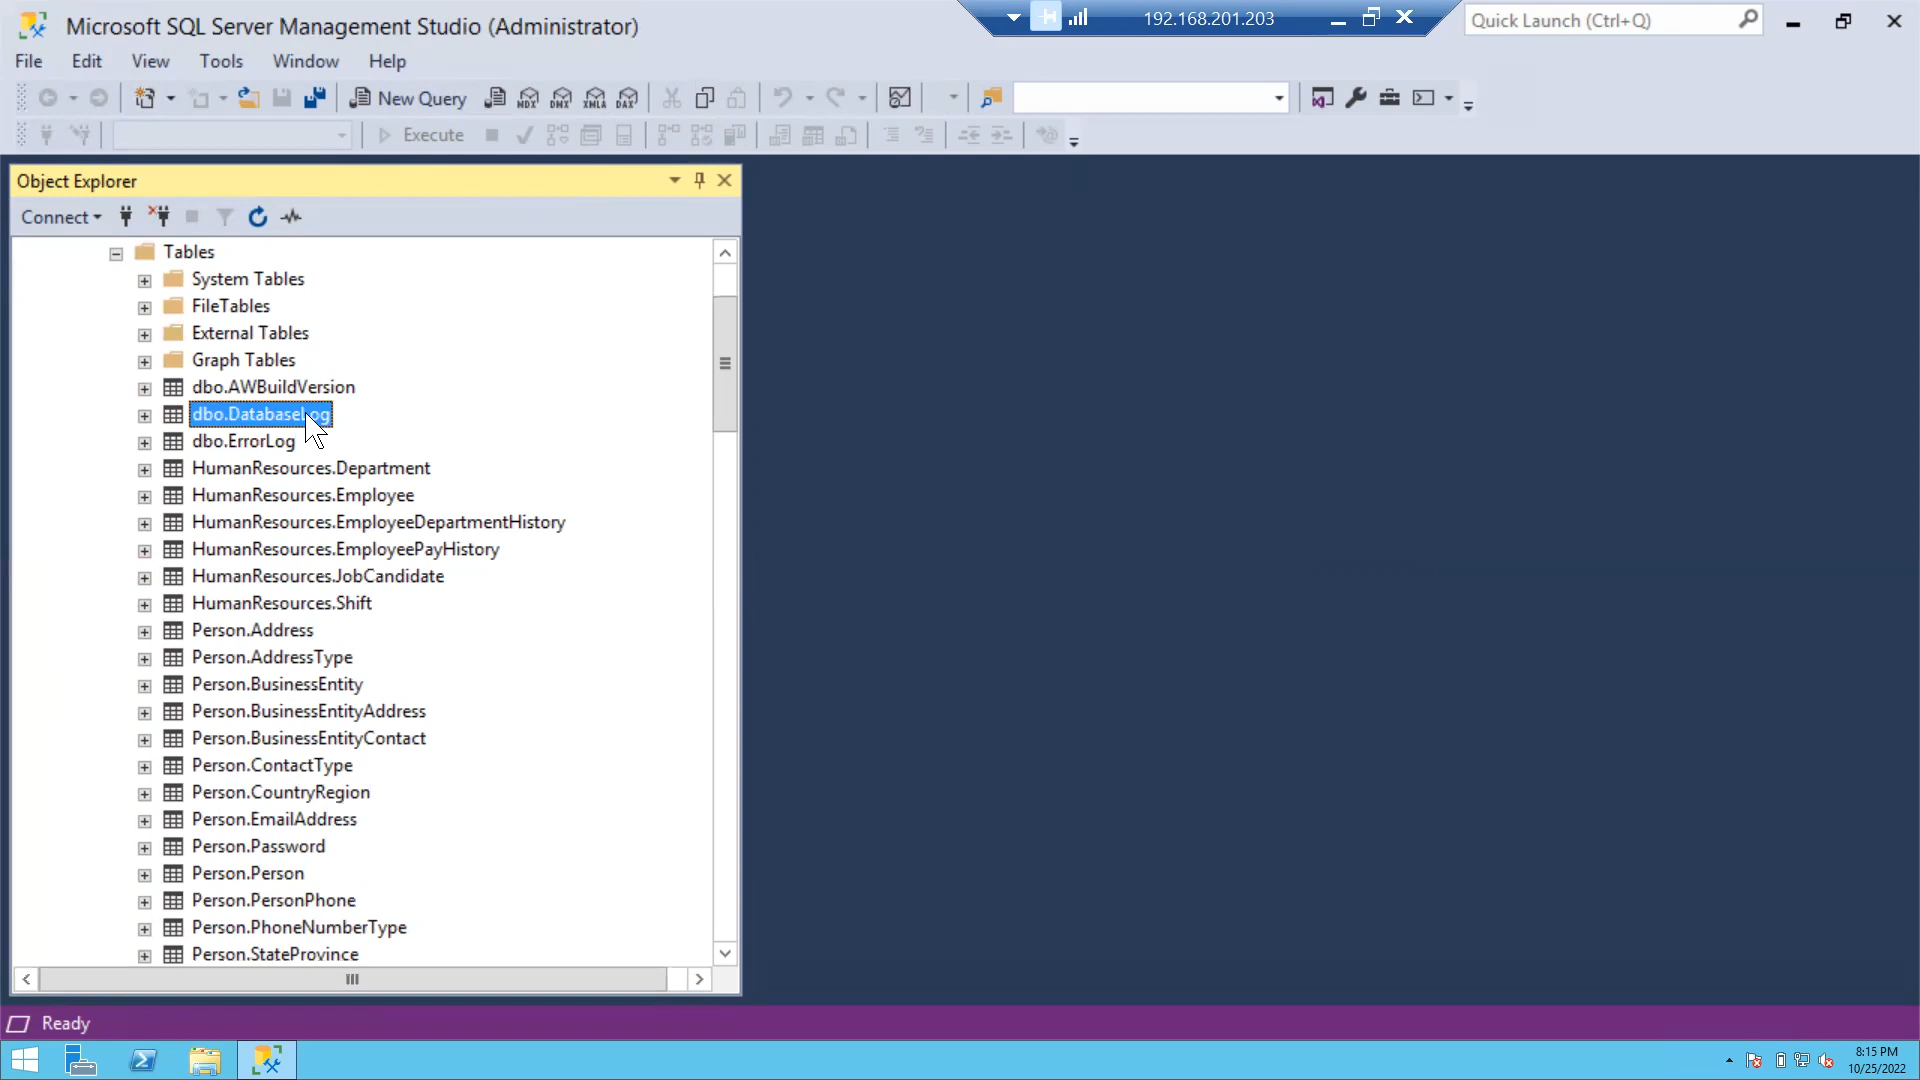 Microsoft SQL Server Management Studio (Administrator)
192.168.201.203
Quick Launch (Ctrl+Q)
File Edit View Tools Window Help
New Query
MDX
DMX
XMLA
DAX
Execute
Object Explorer
Connect
Tables
System Tables
FileTables
External Tables
Graph Tables
dbo.AWBuildVersion
dbo.DatabaseLog
dbo.ErrorLog
HumanResources.Department
HumanResources.Employee
HumanResources.EmployeeDepartmentHistory
HumanResources.EmployeePayHistory
HumanResources.JobCandidate
HumanResources.Shift
Person.Address
Person.AddressType
Person.BusinessEntity
Person.BusinessEntityAddress
Person.BusinessEntityContact
Person.ContactType
Person.CountryRegion
Person.EmailAddress
Person.Password
Person.Person
Person.PersonPhone
Person.PhoneNumberType
Person.StateProvince
Ready
8:15 PM
10/25/2022